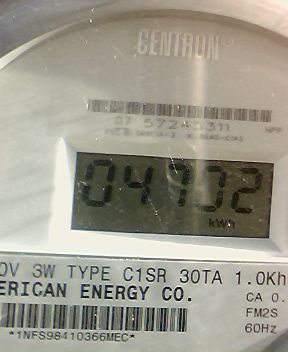 CENTRON®
07 572 45311
04702
kWh
0V 3W TYPE C1SR 30TA 1.0Kh
ERICAN ENERGY CO.
CA 0.
FM2S
60Hz
*1NFS98410366MEC*